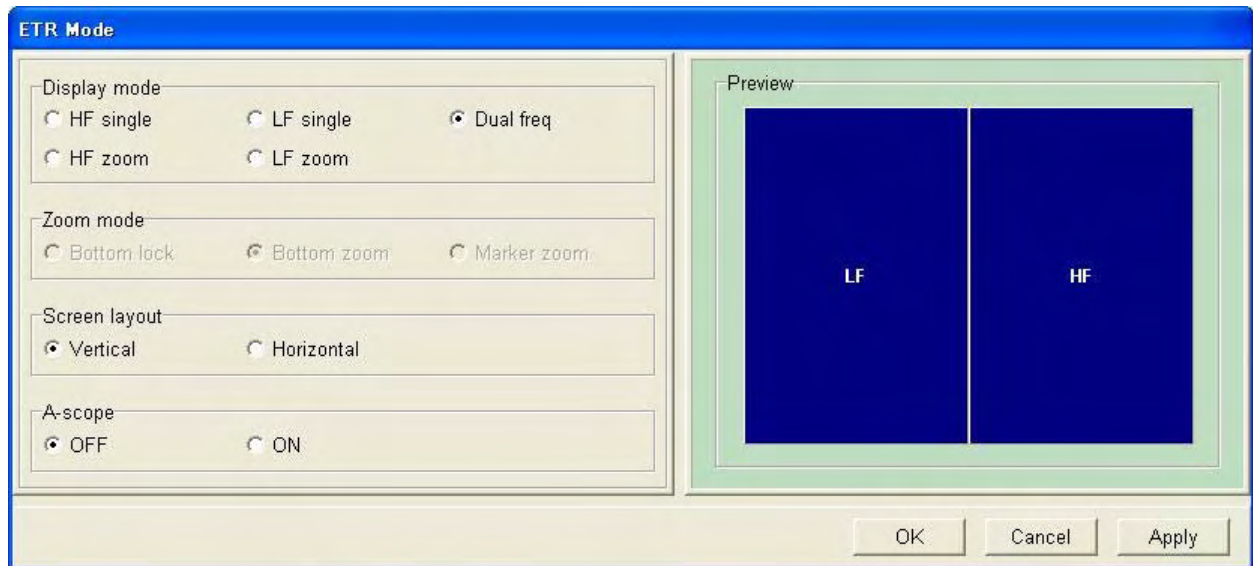 ETR Mode
Display mode
HF single LF single Dual freq
HF zoom LF zoom
Zoom mode
Bottom lock Bottom zoom Marker zoom
Screen layout
Vertical Horizontal
A-scope
OFF ON
Preview
LF HF
OK Cancel Apply